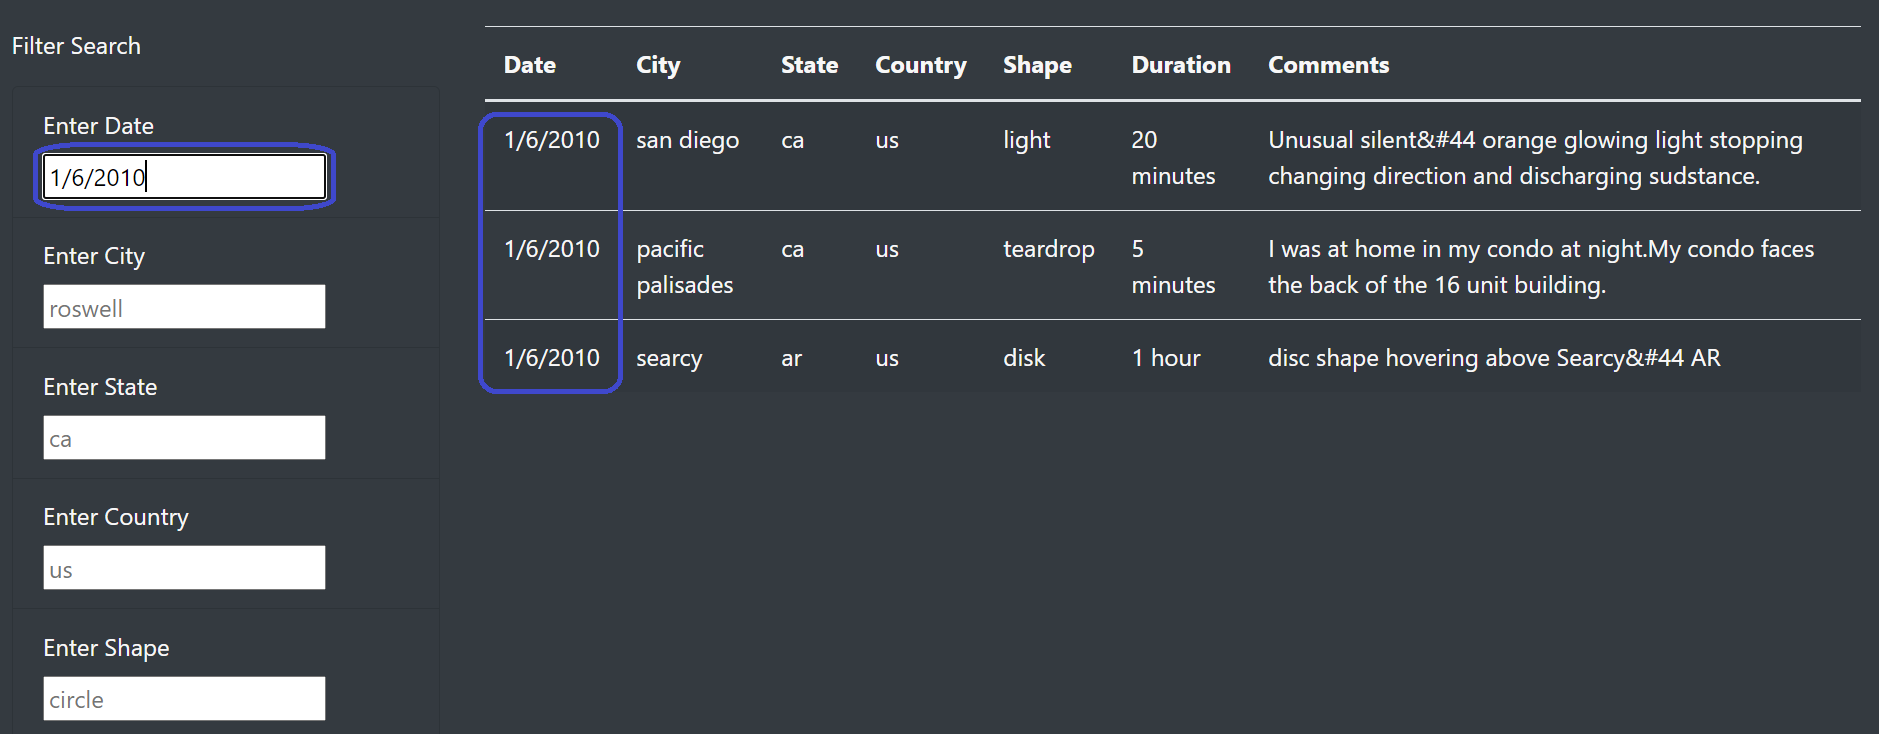 Filter Search
Enter Date
1/6/2010
Enter City
roswell
Enter State
ca
Enter Country
us
Enter Shape
circle
Date City State Country Shape Duration Comments
1/6/2010 san diego ca us light 20 Unusual silent&#44 orange glowing light stopping
minutes changing direction and discharging sudstance.
1/6/2010 pacific ca us teardrop 5 I was at home in my condo at night.My condo faces
palisades minutes the back of the 16 unit building.
1/6/2010 searcy ar us disk 1 hour disc shape hovering above Searcy&#44 AR